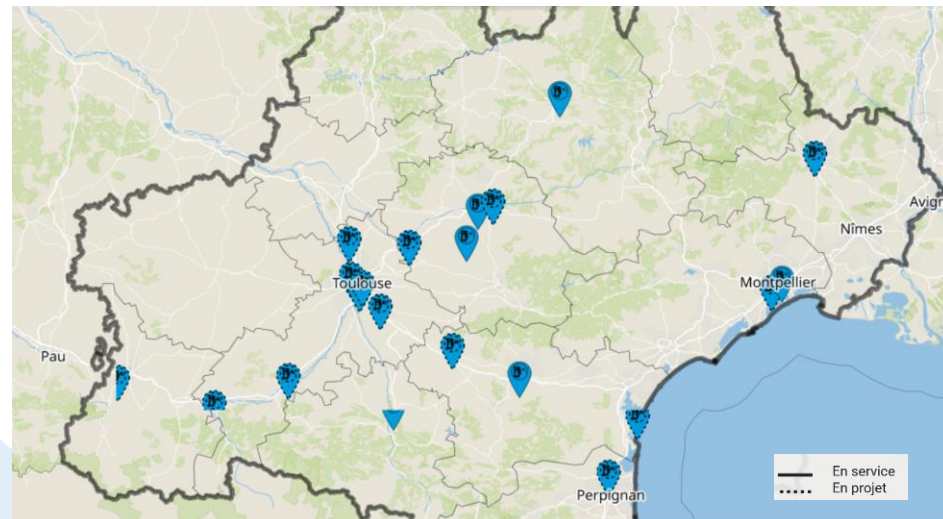 Avign
Nîmes
Toulouse
Montpellier
Pau
Perpignan
En service
En projet